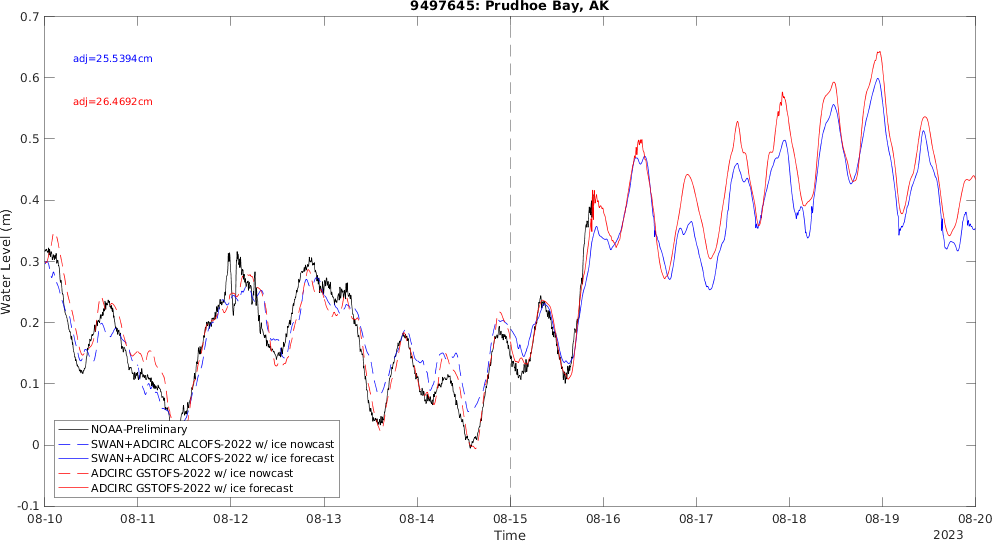 9497645: Prudhoe Bay, AK
0.7
0.6
0.5
0.4
0.3
0.2
0.1
0
-0.1
Water Level (m)
adj=25.5394cm
adj=26.4692cm
NOAA-Preliminary
SWAN+ADCIRC ALCOFS-2022 w/ ice nowcast
SWAN+ADCIRC ALCOFS-2022 w/ ice forecast
ADCIRC GSTOFS-2022 w/ ice nowcast
ADCIRC GSTOFS-2022 w/ ice forecast
08-10 08-11 08-12 08-13 08-14 08-15 08-16 08-17 08-18 08-19 08-20
Time
2023